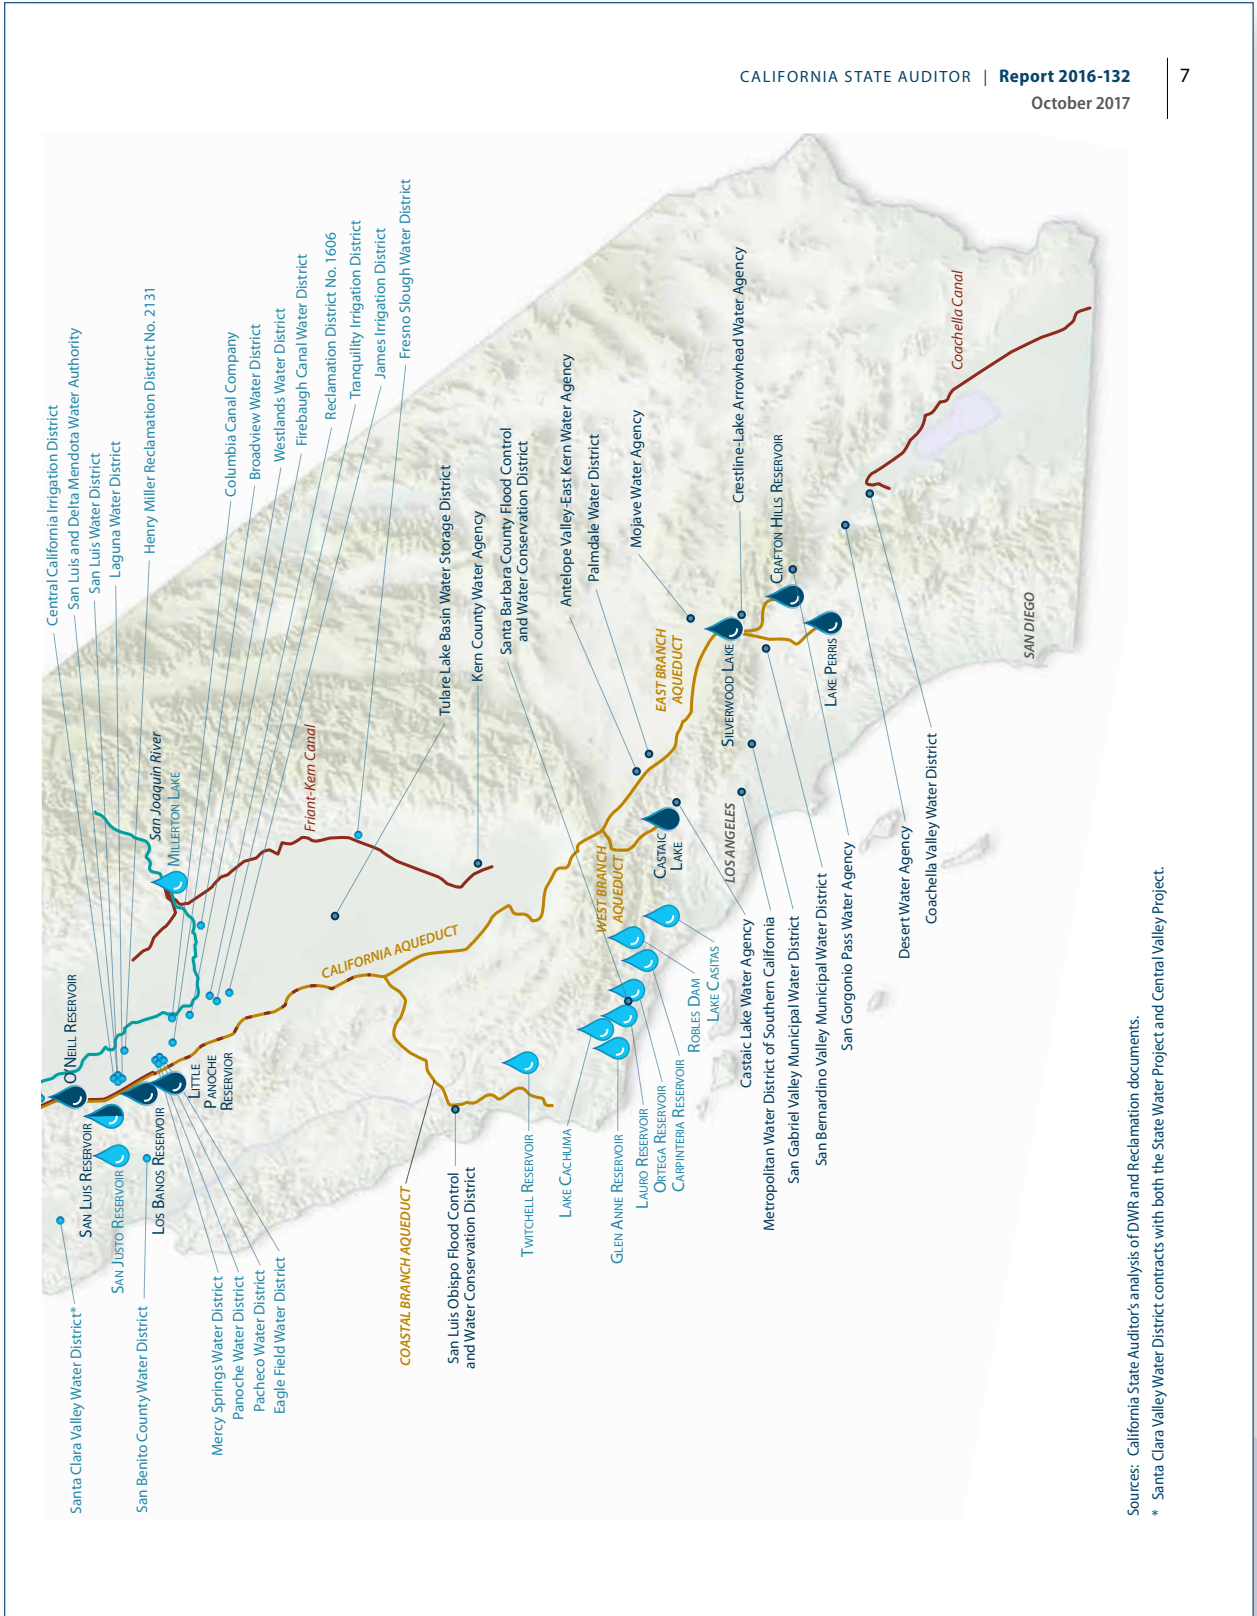 CALIFORNIA STATE AUDITOR | Report 2016-132
October 2017
7
Central California Irrigation District
San Luis and Delta Mendota Water Authority
San Luis Water District
Laguna Water District
Henry Miller Reclamation District No. 2131
Columbia Canal Company
Broadview Water District
Westlands Water District
Firebaugh Canal Water District
Reclamation District No. 1606
Tranquility Irrigation District
James Irrigation District
Fresno Slough Water District
Tulare Lake Basin Water Storage District
Kern County Water Agency
Santa Barbara County Flood Control
and Water Conservation District
Antelope Valley-East Kern Water Agency
Palmdale Water District
Mojave Water Agency
Crestline-Lake Arrowhead Water Agency
CRAFTON HILLS RESERVOIR
Coachella Canal
San Joaquin River
MILLERTON LAKE
Friant-Kern Canal
EAST BRANCH
AQUEDUCT
SILVERWOOD LAKE
LAKE PERRIS
SAN DIEGO
O'NEILL RESERVOIR
CALIFORNIA AQUEDUCT
WEST BRANCH
AQUEDUCT
CASTAIC
LAKE
LOS ANGELES
SAN LUIS RESERVOIR
SAN JUSTO RESERVOIR
LOS BANOS RESERVOIR
LITTLE
PANOCHE
RESERVIOR
Santa Clara Valley Water District*
San Benito County Water District
Mercy Springs Water District
Panoche Water District
Pacheco Water District
Eagle Field Water District
COASTAL BRANCH AQUEDUCT
San Luis Obispo Flood Control
and Water Conservation District
TWITCHELL RESERVOIR
LAKE CACHUMA
GLEN ANNE RESERVOIR
LAURO RESERVOIR
ORTEGA RESERVOIR
CARPINTERIA RESERVOIR
ROBLES DAM
LAKE CASITAS
Castaic Lake Water Agency
Metropolitan Water District of Southern California
San Gabriel Valley Municipal Water District
San Bernardino Valley Municipal Water District
San Gorgonio Pass Water Agency
Desert Water Agency
Coachella Valley Water District
Sources: California State Auditor's analysis of DWR and Reclamation documents.
* Santa Clara Valley Water District contracts with both the State Water Project and Central Valley Project.